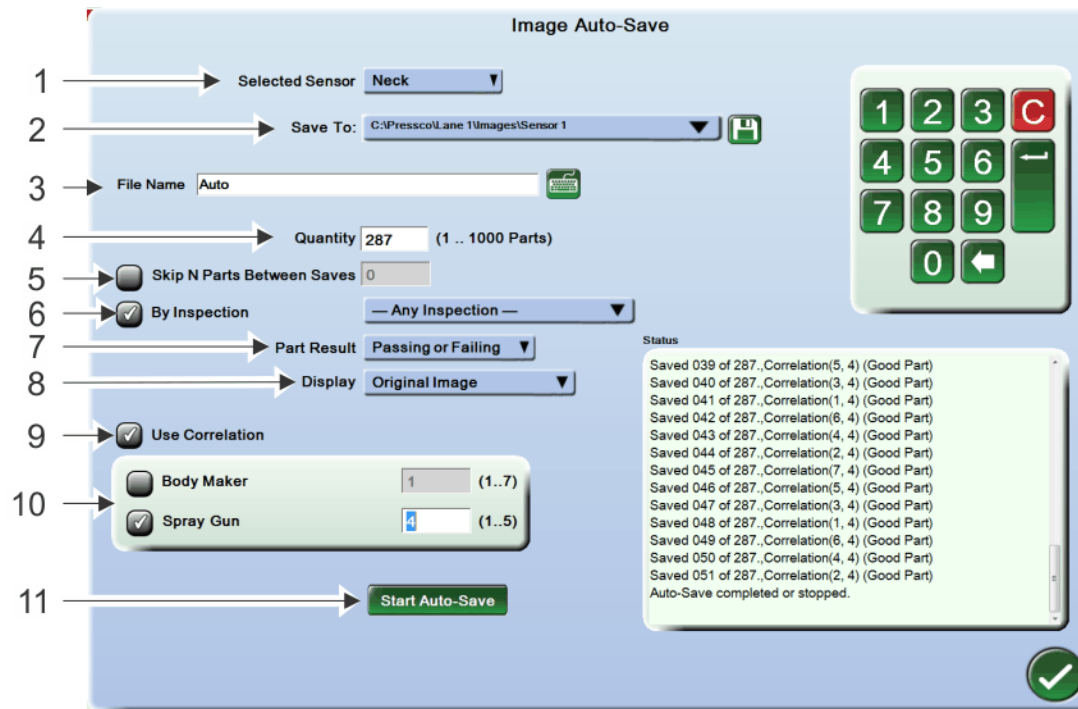 Image Auto-Save
1 Selected Sensor Neck
2 Save To: C:\Pressco\Lane 1\Images\Sensor 1
3 File Name Auto
4 Quantity 287 (1 .. 1000 Parts)
5 Skip N Parts Between Saves 0
6 By Inspection — Any Inspection —
7 Part Result Passing or Failing
8 Display Original Image
9 Use Correlation
10
Body Maker 1 (1..7)
Spray Gun 4 (1..5)
11 Start Auto-Save
1 2 3 C
4 5 6
7 8 9
0
Status
Saved 039 of 287.,Correlation(5, 4) (Good Part)
Saved 040 of 287.,Correlation(3, 4) (Good Part)
Saved 041 of 287.,Correlation(1, 4) (Good Part)
Saved 042 of 287.,Correlation(6, 4) (Good Part)
Saved 043 of 287.,Correlation(4, 4) (Good Part)
Saved 044 of 287.,Correlation(2, 4) (Good Part)
Saved 045 of 287.,Correlation(7, 4) (Good Part)
Saved 046 of 287.,Correlation(5, 4) (Good Part)
Saved 047 of 287.,Correlation(3, 4) (Good Part)
Saved 048 of 287.,Correlation(1, 4) (Good Part)
Saved 049 of 287.,Correlation(6, 4) (Good Part)
Saved 050 of 287.,Correlation(4, 4) (Good Part)
Saved 051 of 287.,Correlation(2, 4) (Good Part)
Auto-Save completed or stopped.